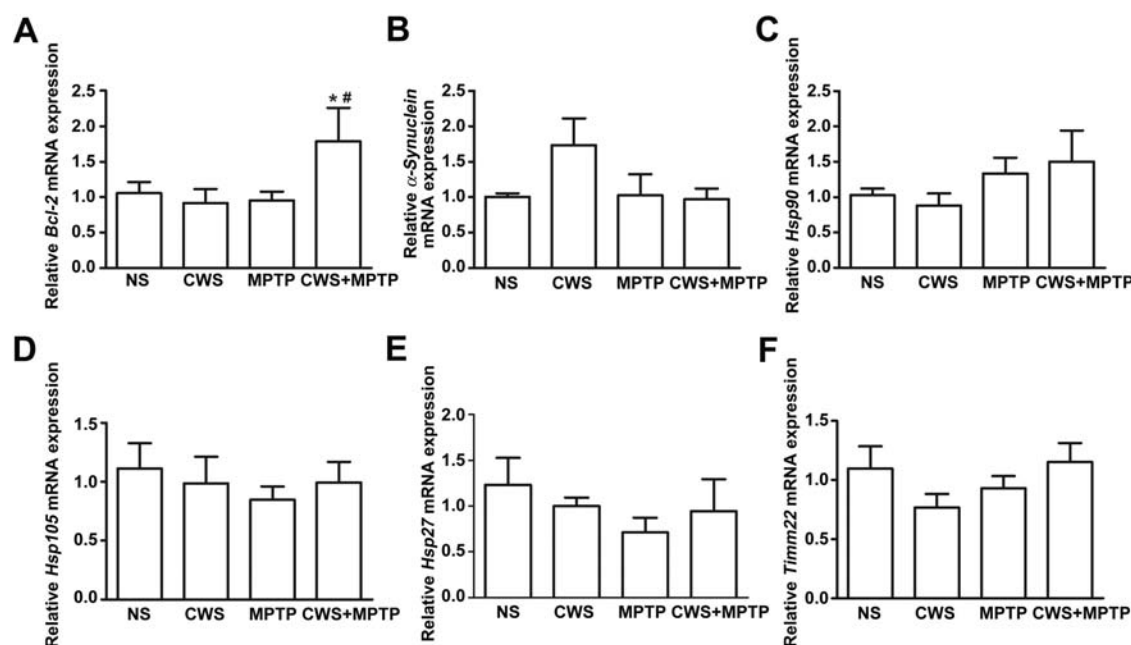 A
Relative Bcl-2 mRNA expression
2.5
2.0
1.5
1.0
0.5
0.0
* #
NS CWS MPTP CWS+MPTP
B
Relative α-Synuclein
mRNA expression
2.5
2.0
1.5
1.0
0.5
0.0
NS CWS MPTP CWS+MPTP
C
Relative Hsp90 mRNA expression
2.5
2.0
1.5
1.0
0.5
0.0
NS CWS MPTP CWS+MPTP
D
Relative Hsp105 mRNA expression
1.5
1.0
0.5
0.0
NS CWS MPTP CWS+MPTP
E
Relative Hsp27 mRNA expression
2.0
1.5
1.0
0.5
0.0
NS CWS MPTP CWS+MPTP
F
Relative Timm22 mRNA expression
1.5
1.0
0.5
0.0
NS CWS MPTP CWS+MPTP